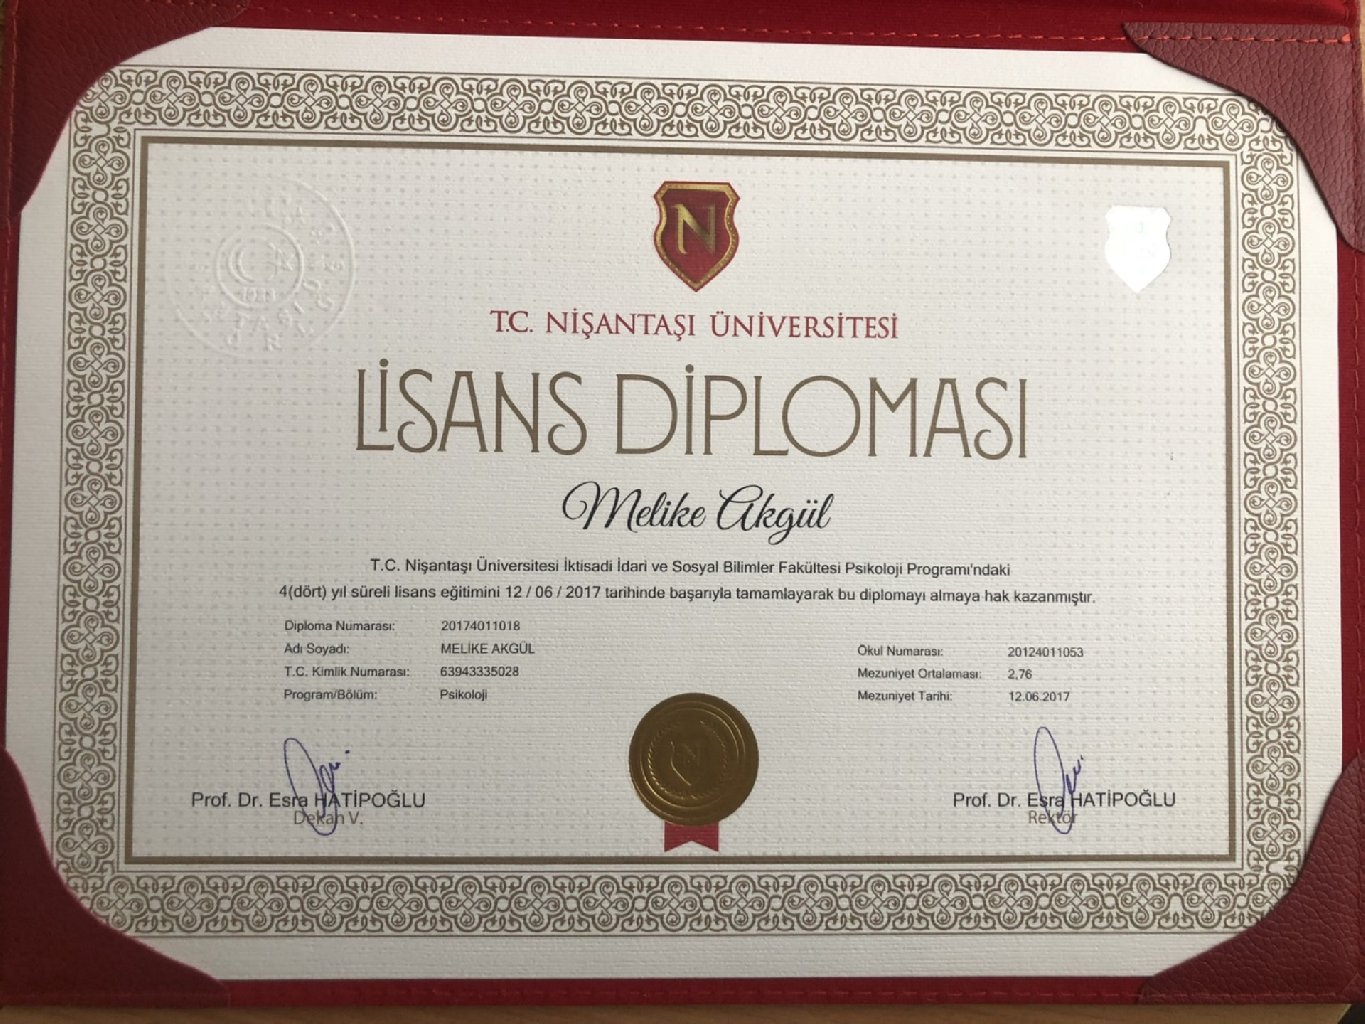 N
T.C. NİŞANTAŞI ÜNİVERSİTESİ
LİSANS DİPLOMASI
Melike Akgül
T.C. Nişantaşı Üniversitesi İktisadi İdari ve Sosyal Bilimler Fakültesi Psikoloji Programı'ndaki
4(dört) yıl süreli lisans eğitimini 12 / 06 / 2017 tarihinde başarıyla tamamlayarak bu diplomayı almaya hak kazanmıştır.
Diploma Numarası: 20174011018
Adı Soyadı: MELİKE AKGÜL
T.C. Kimlik Numarası: 63943335028
Program/Bölüm: Psikoloji
Okul Numarası: 20124011053
Mezuniyet Ortalaması: 2,76
Mezuniyet Tarihi: 12.06.2017
Prof. Dr. Esra HATİPOĞLU
Dekan V.
Prof. Dr. Esra HATİPOĞLU
Rektör